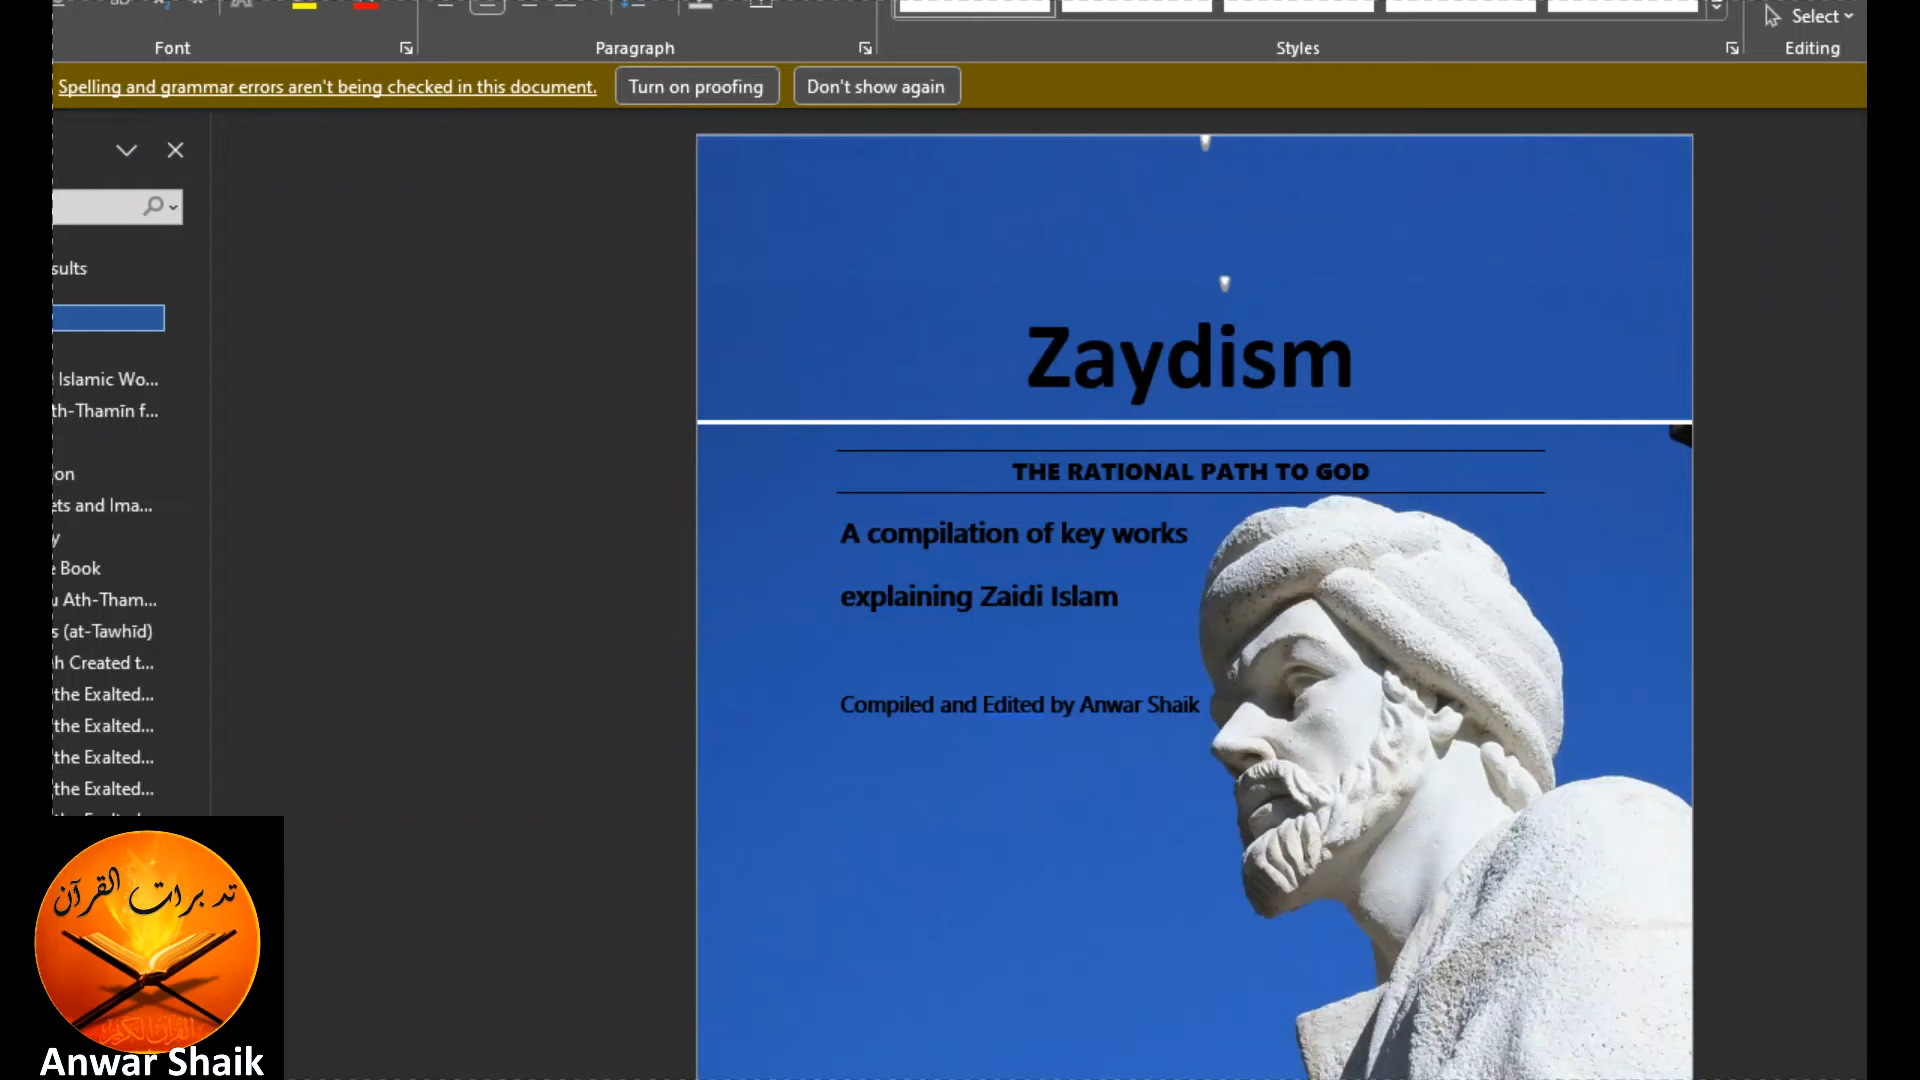 Select
Font
Paragraph
Styles
Editing
Spelling and grammar errors aren't being checked in this document.
Turn on proofing
Don't show again
sults
Islamic Wo...
th-Thamīn f...
on
ets and Ima...
y
e Book
u Ath-Tham...
s (at-Tawhīd)
h Created t...
the Exalted...
the Exalted...
the Exalted...
the Exalted...
Zaydism
THE RATIONAL PATH TO GOD
A compilation of key works
explaining Zaidi Islam
Compiled and Edited by Anwar Shaik
تدبرات القرآن
Anwar Shaik